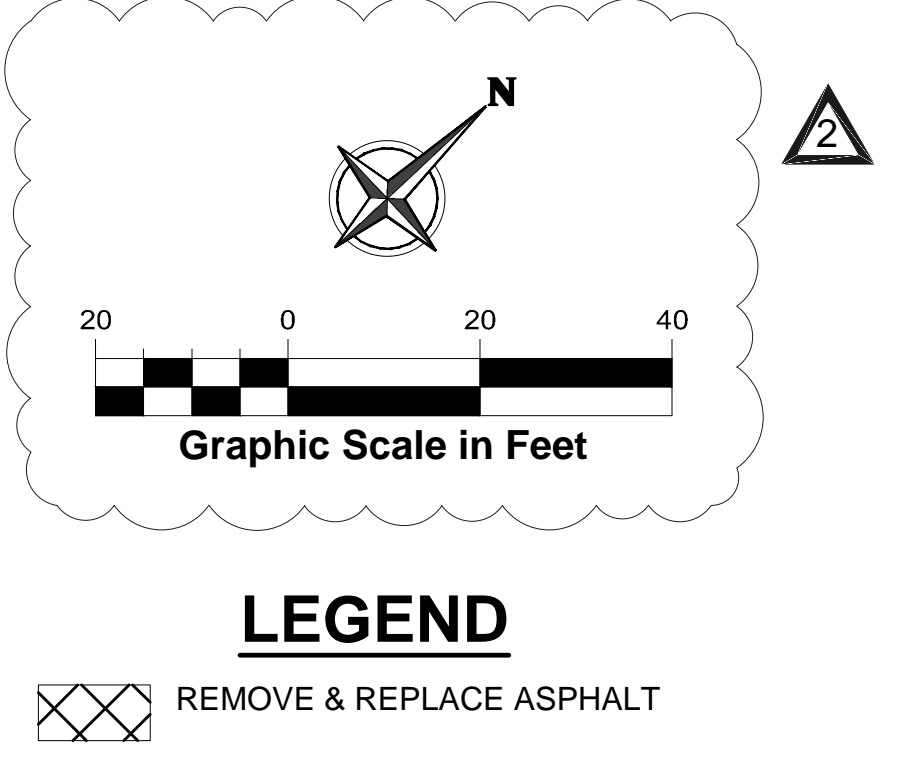 N
2
20 0 20 40
Graphic Scale in Feet
LEGEND
REMOVE & REPLACE ASPHALT